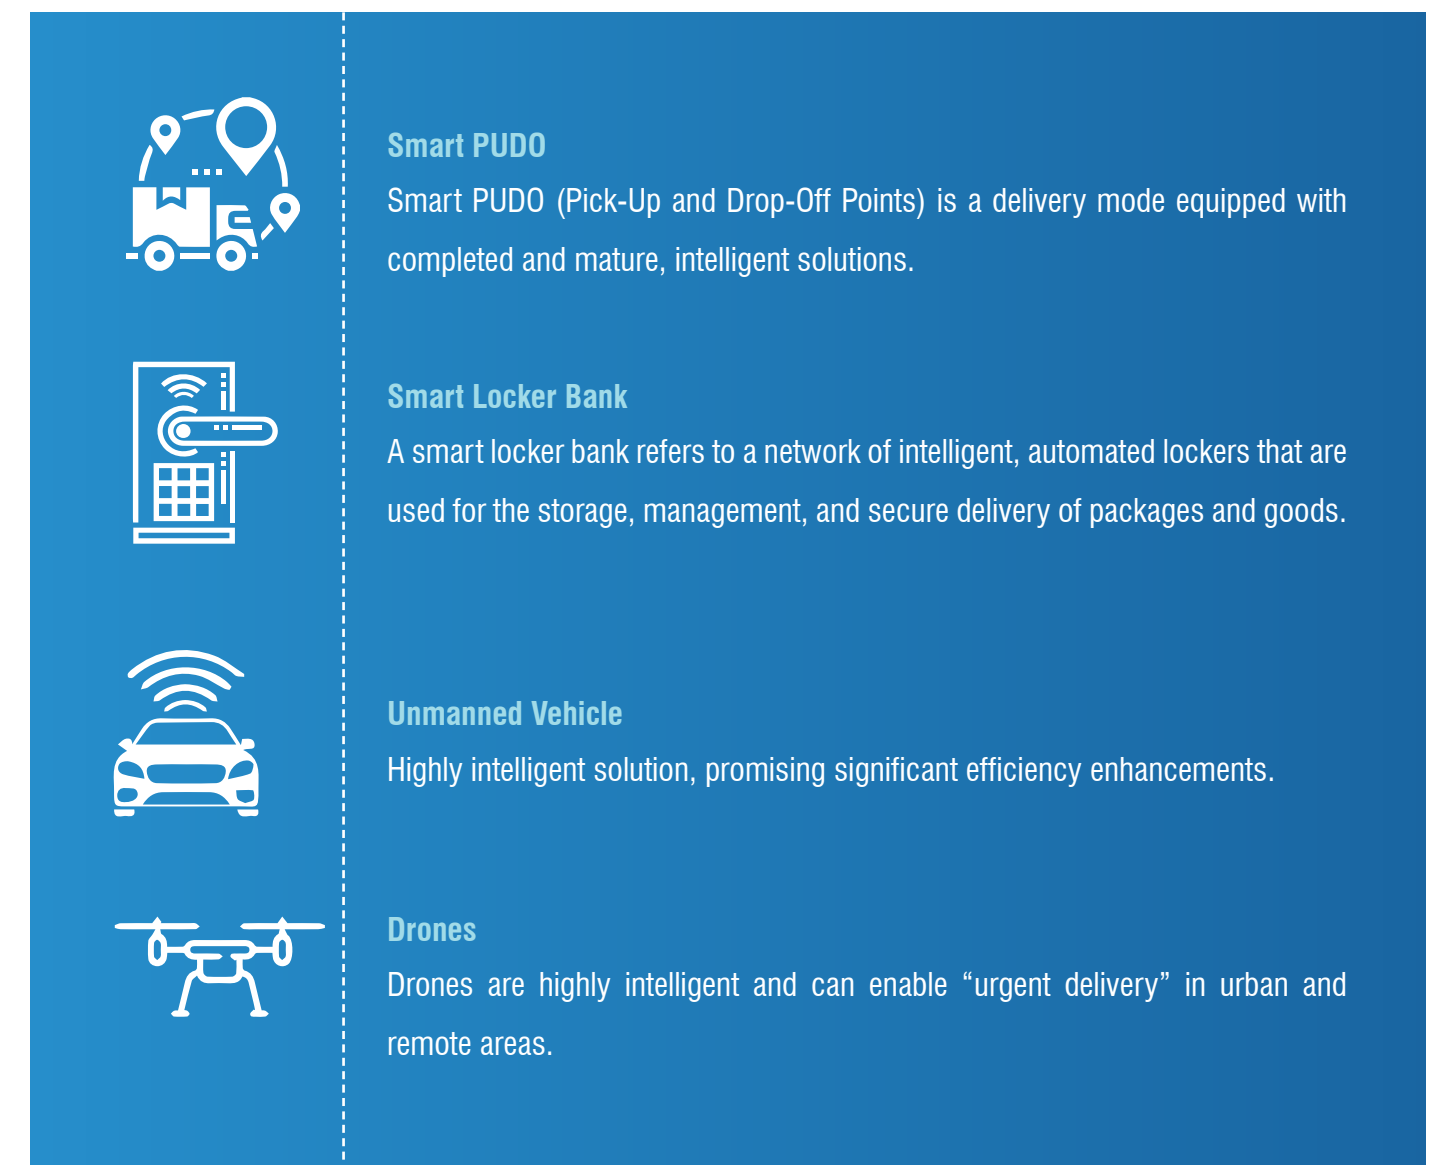 Smart PUDO
Smart PUDO (Pick-Up and Drop-Off Points) is a delivery mode equipped with
completed and mature, intelligent solutions.
Smart Locker Bank
A smart locker bank refers to a network of intelligent, automated lockers that are
used for the storage, management, and secure delivery of packages and goods.
Unmanned Vehicle
Highly intelligent solution, promising significant efficiency enhancements.
Drones
Drones are highly intelligent and can enable “urgent delivery” in urban and
remote areas.